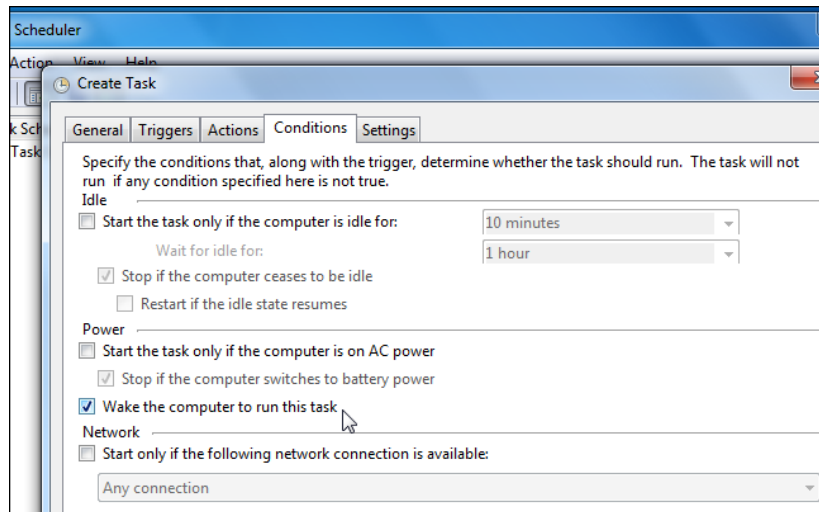 Scheduler
Action View Help
Create Task
k Sch
Task
General Triggers Actions Conditions Settings
Specify the conditions that, along with the trigger, determine whether the task should run. The task will not
run if any condition specified here is not true.
Idle
Start the task only if the computer is idle for: 10 minutes
Wait for idle for: 1 hour
Stop if the computer ceases to be idle
Restart if the idle state resumes
Power
Start the task only if the computer is on AC power
Stop if the computer switches to battery power
Wake the computer to run this task
Network
Start only if the following network connection is available:
Any connection